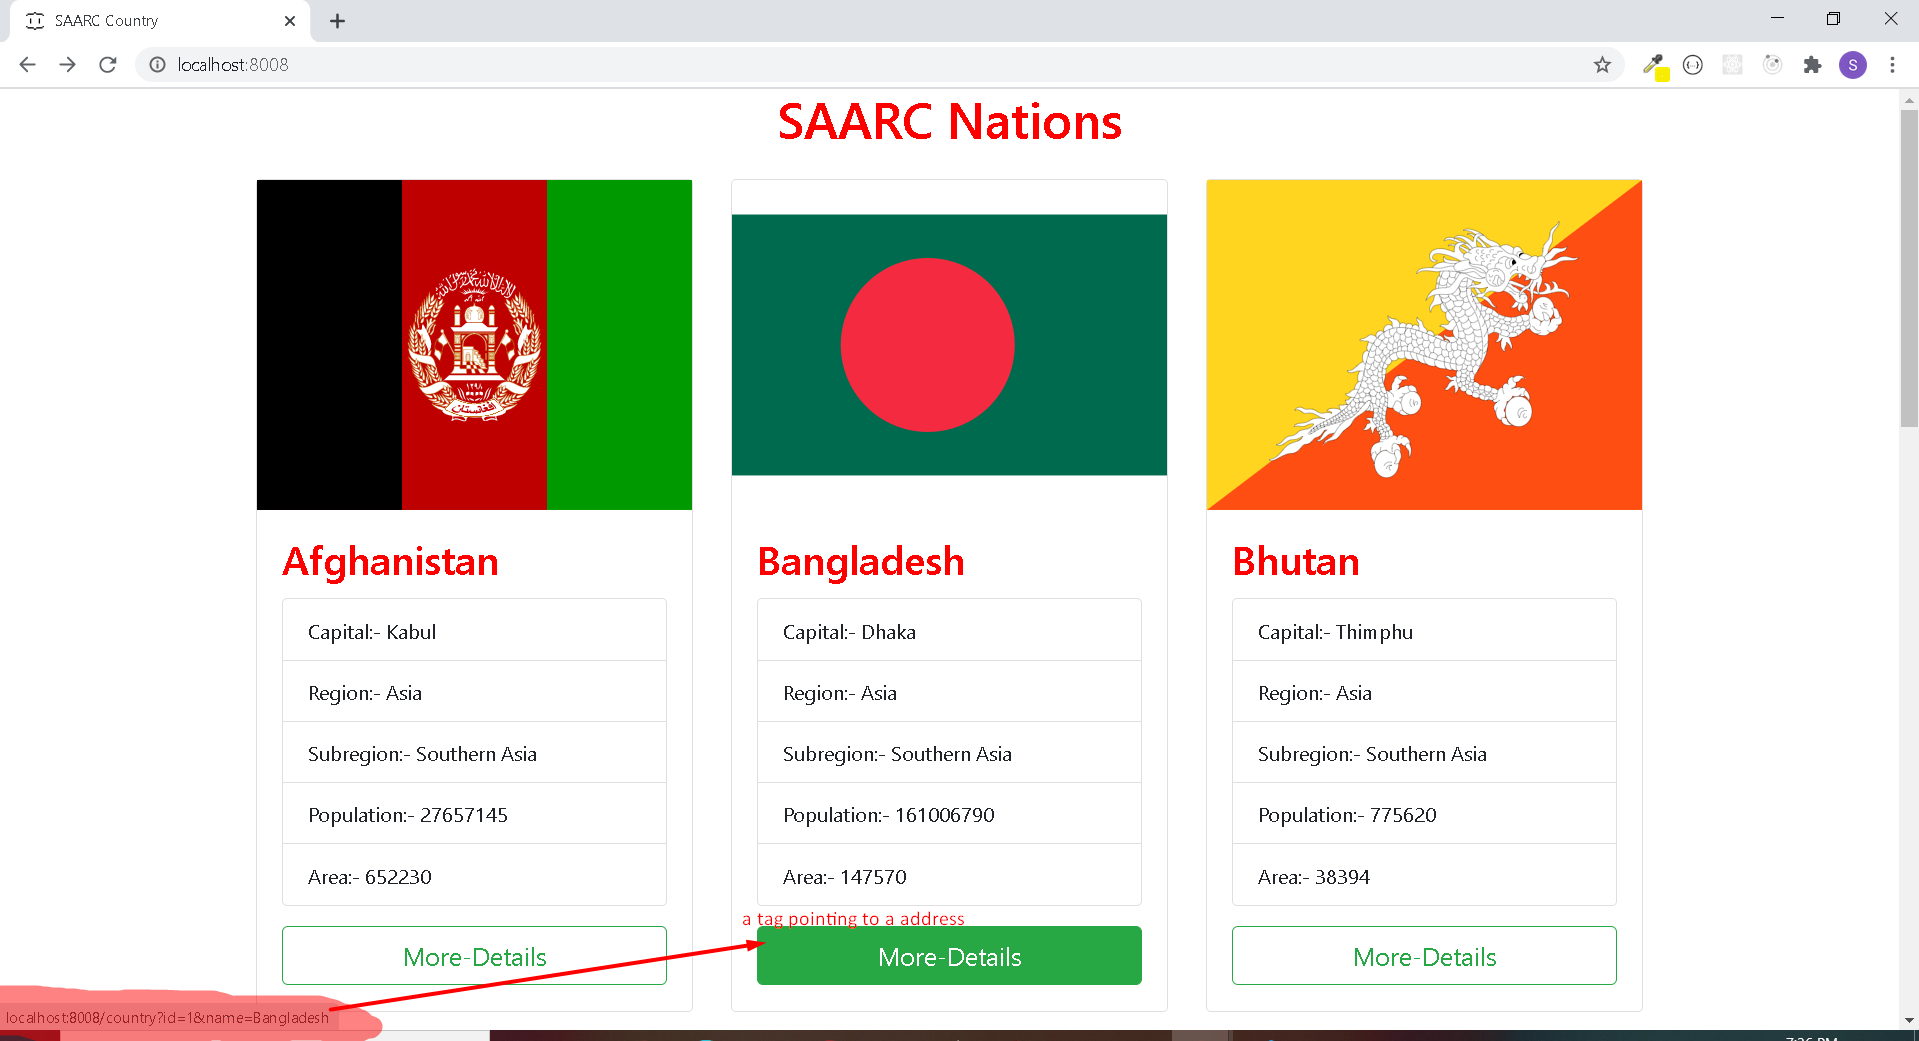 SAARC Country
localhost:8008
S
SAARC Nations
Afghanistan
Capital:- Kabul
Region:- Asia
Subregion:- Southern Asia
Population:- 27657145
Area:- 652230
More-Details
Bangladesh
Capital:- Dhaka
Region:- Asia
Subregion:- Southern Asia
Population:- 161006790
Area:- 147570
a tag pointing to a address
More-Details
Bhutan
Capital:- Thimphu
Region:- Asia
Subregion:- Southern Asia
Population:- 775620
Area:- 38394
More-Details
localhost:8008/country?id=1&name=Bangladesh